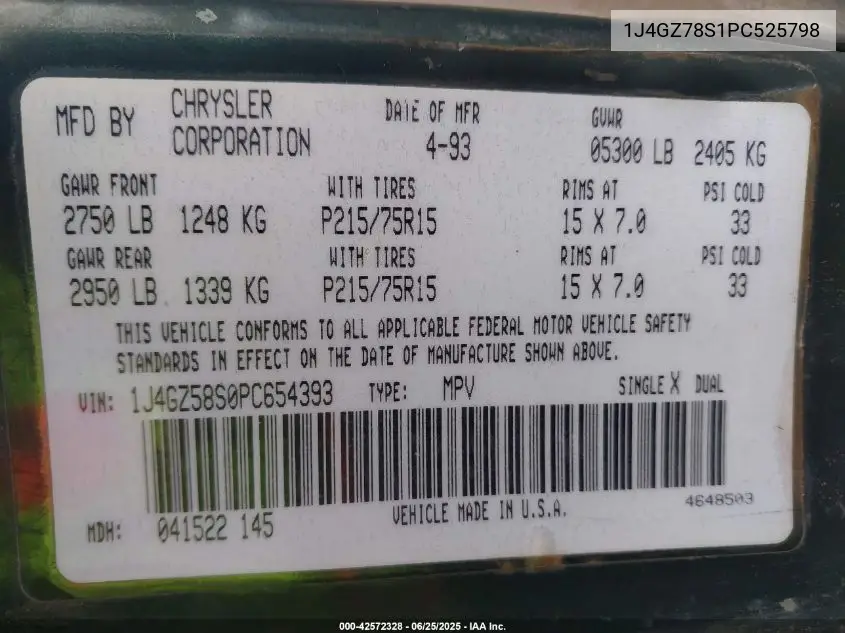 1J4GZ78S1PC525798
MFD BY CHRYSLER CORPORATION DATE OF MFR 4-93 GVWR 05300 LB 2405 KG
GAWR FRONT WITH TIRES RIMS AT PSI COLD
2750 LB 1248 KG P215/75R15 15 X 7.0 33
GAWR REAR WITH TIRES RIMS AT PSI COLD
2950 LB 1339 KG P215/75R15 15 X 7.0 33
THIS VEHICLE CONFORMS TO ALL APPLICABLE FEDERAL MOTOR VEHICLE SAFETY
STANDARDS IN EFFECT ON THE DATE OF MANUFACTURE SHOWN ABOVE.
VIN: 1J4GZ58S0PC654393 TYPE: MPV SINGLE X DUAL
MDH: 041522 145 VEHICLE MADE IN U.S.A. 4648503
000-42572328 - 06/25/2025 - IAA Inc.